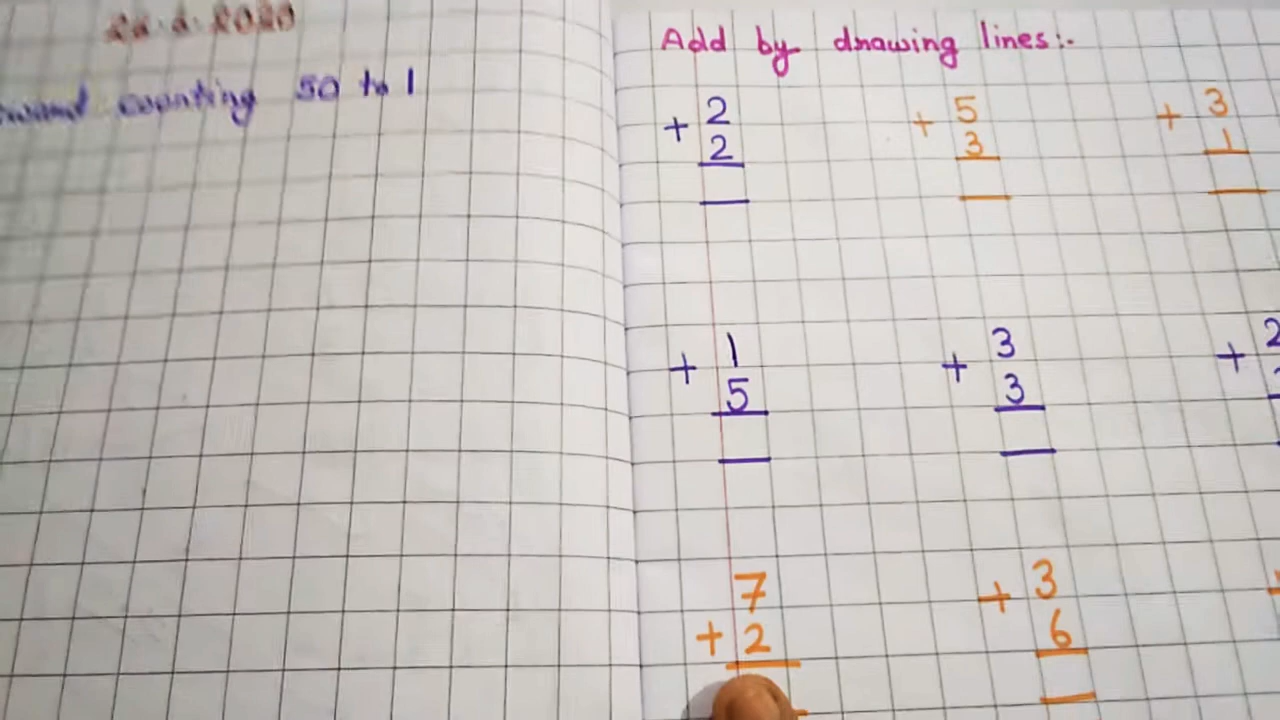 counting 50 to 1
Add by drawing lines:-
+ 2 + 5 + 3
2 3 1
+ 1 + 3 + 2
5 3
7 + 3
+ 2 6